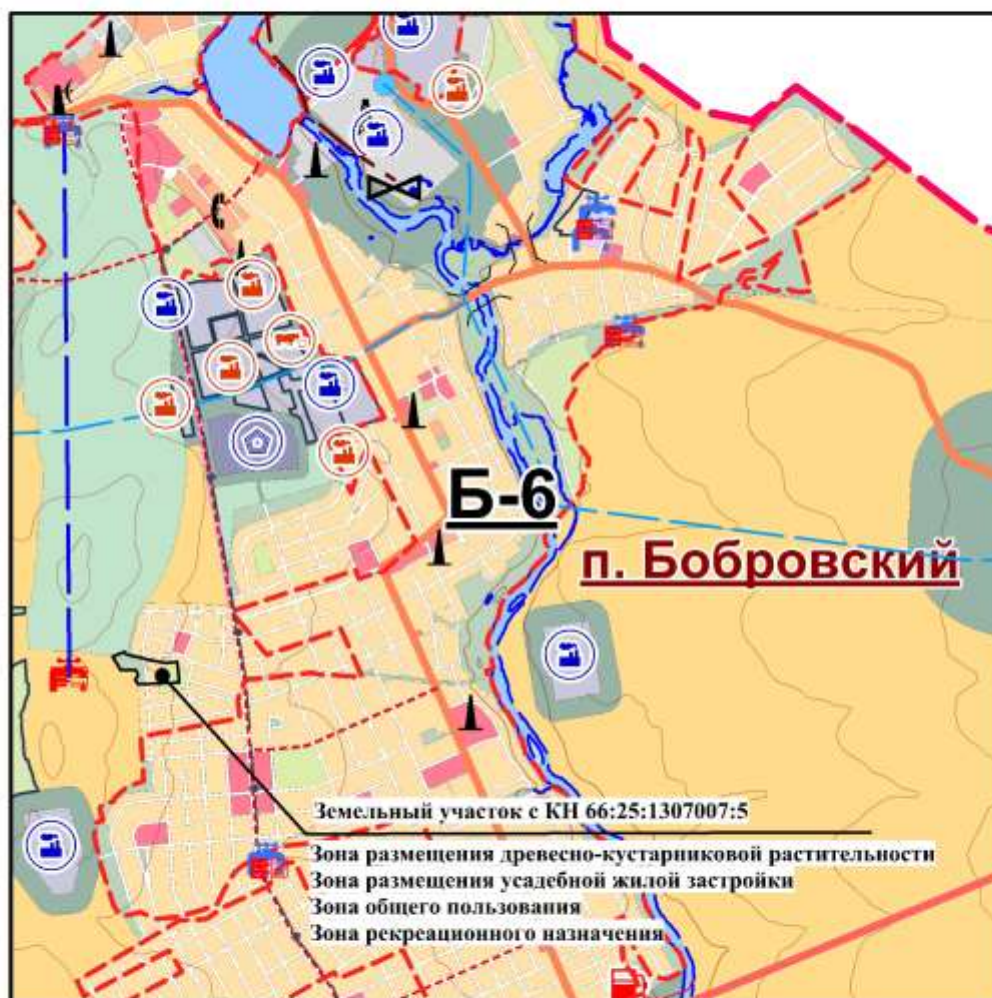 Б-6
п. Бобровский
Земельный участок с КН 66:25:1307007:5
Зона размещения древесно-кустарниковой растительности
Зона размещения усадебной жилой застройки
Зона общего пользования
Зона рекреационного назначения